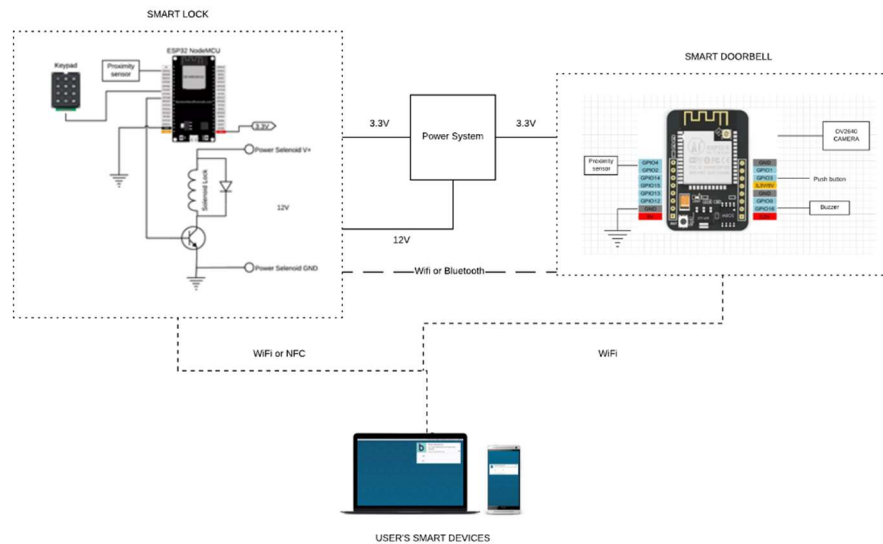 SMART LOCK
ESP32 NodeMCU
Keypad
Proximity
sensor
3.3V
Power Selenoid V+
Solenoid Lock
12V
Power Selenoid GND
3.3V
Power System
3.3V
12V
Wifi or Bluetooth
SMART DOORBELL
OV2640
CAMERA
Proximity
sensor
GPIO4
GPIO2
GPIO14
GPIO15
GPIO13
GPIO12
GND
GND
GPIO1
GPIO3
3.3V/5V
GND
GPIO16
Push button
Buzzer
WiFi or NFC
WiFi
USER'S SMART DEVICES